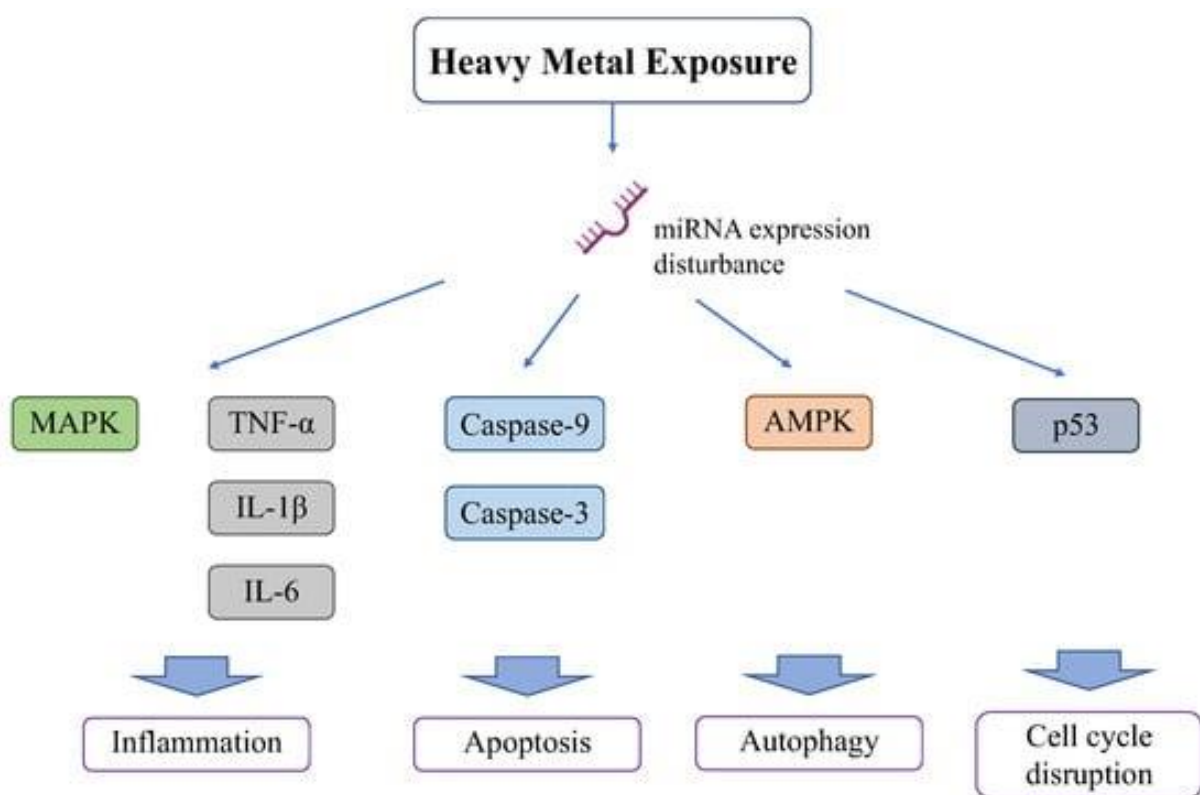 Heavy Metal Exposure
miRNA expression
disturbance
MAPK
TNF-α
Caspase-9
AMPK
p53
IL-1β
Caspase-3
IL-6
Inflammation
Apoptosis
Autophagy
Cell cycle
disruption